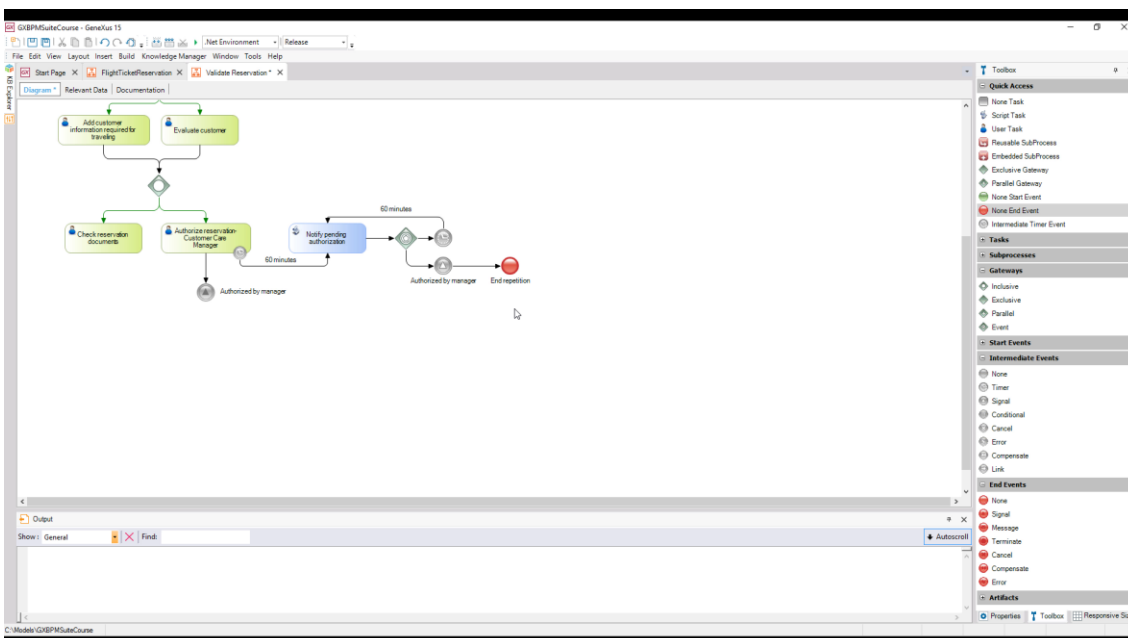 GXBPMSuiteCourse - GeneXus 15
.Net Environment
Release
File Edit View Layout Insert Build Knowledge Manager Window Tools Help
Start Page X FlightTicketReservation X Validate Reservation * X
Diagram * Relevant Data Documentation
KB Explorer
Add customer
information required for
traveling
Evaluate customer
60 minutes
Check reservation
documents
Authorize reservation-
Customer Care
Manager
Notify pending
authorization
60 minutes
Authorized by manager
End repetition
Authorized by manager
Output
Show: General
Find:
Autoscroll
Toolbox
Quick Access
None Task
Script Task
User Task
Reusable SubProcess
Embedded SubProcess
Exclusive Gateway
Parallel Gateway
None Start Event
None End Event
Intermediate Timer Event
Tasks
Subprocesses
Gateways
Inclusive
Exclusive
Parallel
Event
Start Events
Intermediate Events
None
Timer
Signal
Conditional
Cancel
Error
Compensate
Link
End Events
None
Signal
Message
Terminate
Cancel
Compensate
Error
Artifacts
Properties Toolbox Responsive
C:\Models\GXBPMSuiteCourse